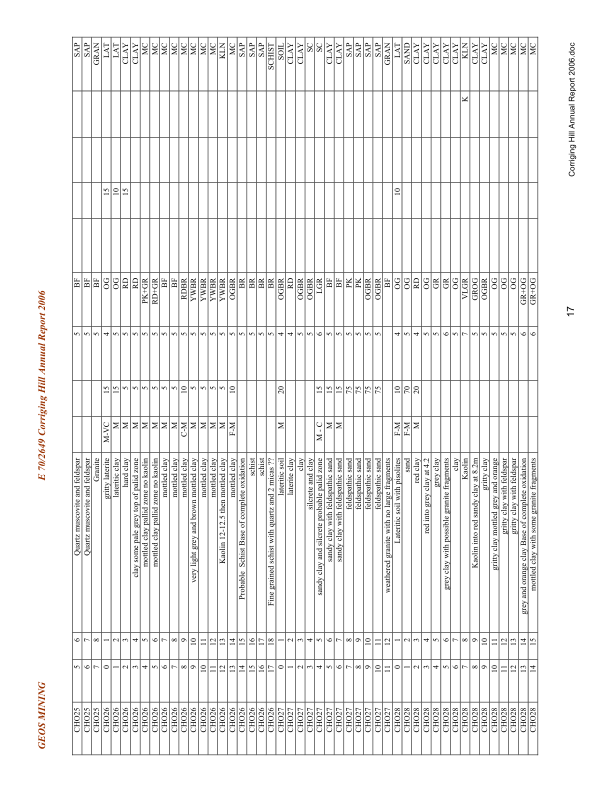 GEOS MINING E 70/2649 Corriging Hill Annual Report 2006
CHO25 5 6 Quartz muscovite and feldspar 5 BF SAP
CHO25 6 7 Quartz muscovite and feldspar 5 BF SAP
CHO25 7 8 Granite 5 BF GRAN
CHO26 0 1 gritty laterite M-VC 15 4 OG 15 LAT
CHO26 1 2 lateritic clay M 15 5 OG 10 LAT
CHO26 2 3 hard clay M 5 5 RD 15 CLAY
CHO26 3 4 clay some pale grey top of palid zone M 5 5 RD CLAY
CHO26 4 5 mottled clay pallid zone no kaolin M 5 5 PK+GR MC
CHO26 5 6 mottled clay pallid zone no kaolin M 5 5 RD+GR MC
CHO26 6 7 mottled clay M 5 5 BF MC
CHO26 7 8 mottled clay M 5 5 BF MC
CHO26 8 9 mottled clay C-M 10 5 RDBR MC
CHO26 9 10 very light grey and brown mottled clay M 5 5 YWBR MC
CHO26 10 11 mottled clay M 5 5 YWBR MC
CHO26 11 12 mottled clay M 5 5 YWBR MC
CHO26 12 13 Kaolin 12-12.5 then mottled clay M 5 5 YWBR KLN
CHO26 13 14 mottled clay F-M 10 5 OGBR MC
CHO26 14 15 Probable Schist Base of complete oxidation 5 BR SAP
CHO26 15 16 schist 5 BR SAP
CHO26 16 17 schist 5 BR SAP
CHO26 17 18 Fine grained schist with quartz and 2 micas ?? 5 BR SCHIST
CHO27 0 1 lateritic soil M 20 4 OGBR SOIL
CHO27 1 2 laterite clay 4 RD CLAY
CHO27 2 3 clay 5 OGBR CLAY
CHO27 3 4 silcrete and clay 5 OGBR SC
CHO27 4 5 sandy clay and silcrete probable palid zone M - C 15 6 LGR SC
CHO27 5 6 sandy clay with feldspathic sand M 15 5 BF CLAY
CHO27 6 7 sandy clay with feldspathic sand M 15 5 BF CLAY
CHO27 7 8 feldspathic sand 75 5 PK SAP
CHO27 8 9 feldspathic sand 75 5 PK SAP
CHO27 9 10 feldspathic sand 75 5 OGBR SAP
CHO27 10 11 feldspathic sand 75 5 OGBR SAP
CHO27 11 12 weathered granite with no large fragments BF GRAN
CHO28 0 1 Lateritic soil with pisolites F-M 10 4 OG 10 LAT
CHO28 1 2 sand F-M 70 5 OG SAND
CHO28 2 3 red clay M 20 4 RD CLAY
CHO28 3 4 red into grey clay at 4.2 5 OG CLAY
CHO28 4 5 grey clay 5 GR CLAY
CHO28 5 6 grey clay with possible granite fragments 6 GR CLAY
CHO28 6 7 clay 5 OG CLAY
CHO28 7 8 Kaolin 7 VLGR K KLN
CHO28 8 9 Kaolin into red sandy clay at 8.2m 5 GROG CLAY
CHO28 9 10 gritty clay 5 OGBR CLAY
CHO28 10 11 gritty clay mottled grey and orange 5 OG MC
CHO28 11 12 gritty clay with feldspar 5 OG MC
CHO28 12 13 gritty clay with feldspar 5 OG MC
CHO28 13 14 grey and orange clay Base of complete oxidation 6 GR+OG MC
CHO28 14 15 mottled clay with some granite fragments 6 GR+OG MC
17
Corriging Hill Annual Report 2006.doc